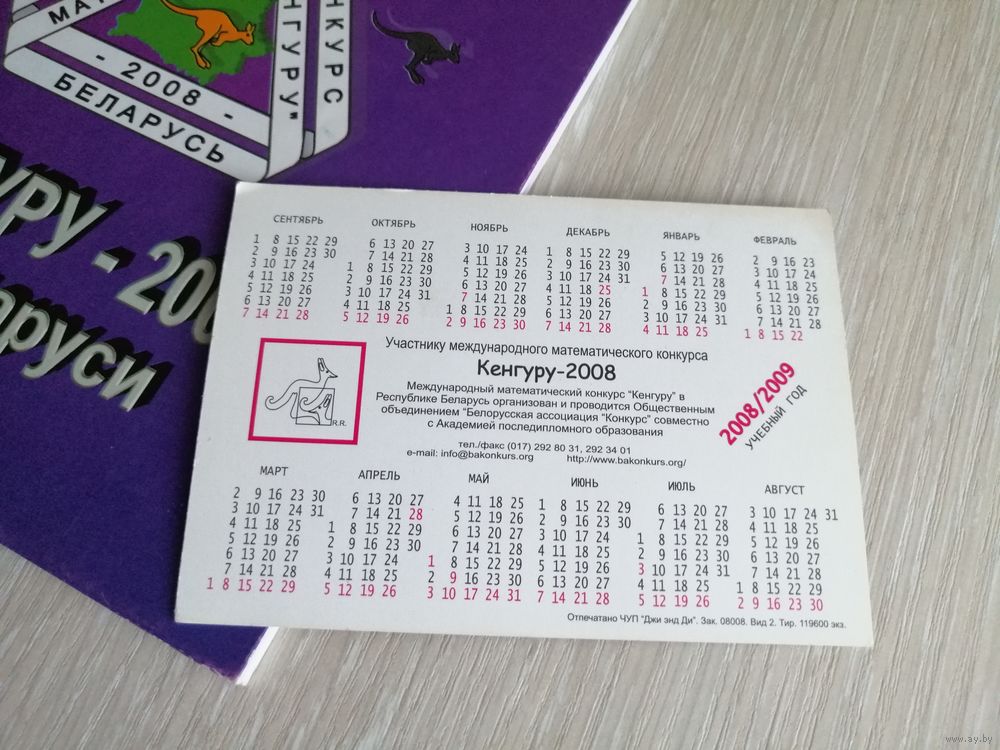 НКУРС
НГУРУ"
МАТ
- 2008 -
БЕЛАРУСЬ
УРУ - 200
аруси
СЕНТЯБРЬ ОКТЯБРЬ НОЯБРЬ ДЕКАБРЬ ЯНВАРЬ ФЕВРАЛЬ
1 8 15 22 29 6 13 20 27 3 10 17 24 1 8 15 22 29 5 12 19 26 2 9 16 23
2 9 16 23 30 7 14 21 28 4 11 18 25 2 9 16 23 30 6 13 20 27 3 10 17 24
3 10 17 24 1 8 15 22 29 5 12 19 26 3 10 17 24 31 7 14 21 28 4 11 18 25
4 11 18 25 2 9 16 23 30 6 13 20 27 4 11 18 25 1 8 15 22 29 5 12 19 26
5 12 19 26 3 10 17 24 31 7 14 21 28 5 12 19 26 2 9 16 23 30 6 13 20 27
6 13 20 27 4 11 18 25 1 8 15 22 29 6 13 20 27 3 10 17 24 31 7 14 21 28
7 14 21 28 5 12 19 26 2 9 16 23 30 7 14 21 28 4 11 18 25 1 8 15 22
Участнику международного математического конкурса
Кенгуру-2008
Международный математический конкурс "Кенгуру" в
Республике Беларусь организован и проводится Общественным
объединением "Белорусская ассоциация "Конкурс" совместно
с Академией последипломного образования
тел./факс (017) 292 80 31, 292 34 01
e-mail: info@bakonkurs.org http://www.bakonkurs.org/
R.R.
2008/2009
УЧЕБНЫЙ ГОД
МАРТ АПРЕЛЬ МАЙ ИЮНЬ ИЮЛЬ АВГУСТ
2 9 16 23 30 6 13 20 27 4 11 18 25 1 8 15 22 29 6 13 20 27 3 10 17 24 31
3 10 17 24 31 7 14 21 28 5 12 19 26 2 9 16 23 30 7 14 21 28 4 11 18 25
4 11 18 25 1 8 15 22 29 6 13 20 27 3 10 17 24 1 8 15 22 29 5 12 19 26
5 12 19 26 2 9 16 23 30 7 14 21 28 4 11 18 25 2 9 16 23 30 6 13 20 27
6 13 20 27 3 10 17 24 1 8 15 22 29 5 12 19 26 3 10 17 24 31 7 14 21 28
7 14 21 28 4 11 18 25 2 9 16 23 30 6 13 20 27 4 11 18 25 1 8 15 22 29
1 8 15 22 29 5 12 19 26 3 10 17 24 31 7 14 21 28 5 12 19 26 2 9 16 23 30
Отпечатано ЧУП "Джи энд Ди". Зак. 08008. Вид 2. Тир. 119600 экз.
www.ay.by